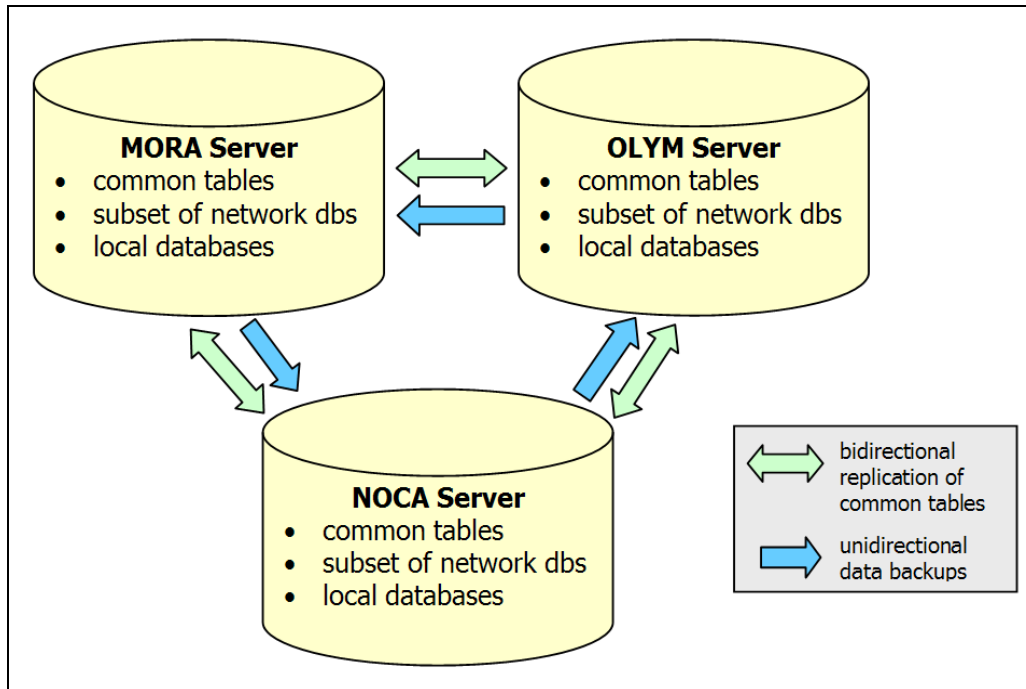 MORA Server
• common tables
• subset of network dbs
• local databases
OLYM Server
• common tables
• subset of network dbs
• local databases
NOCA Server
• common tables
• subset of network dbs
• local databases
bidirectional
replication of
common tables
unidirectional
data backups